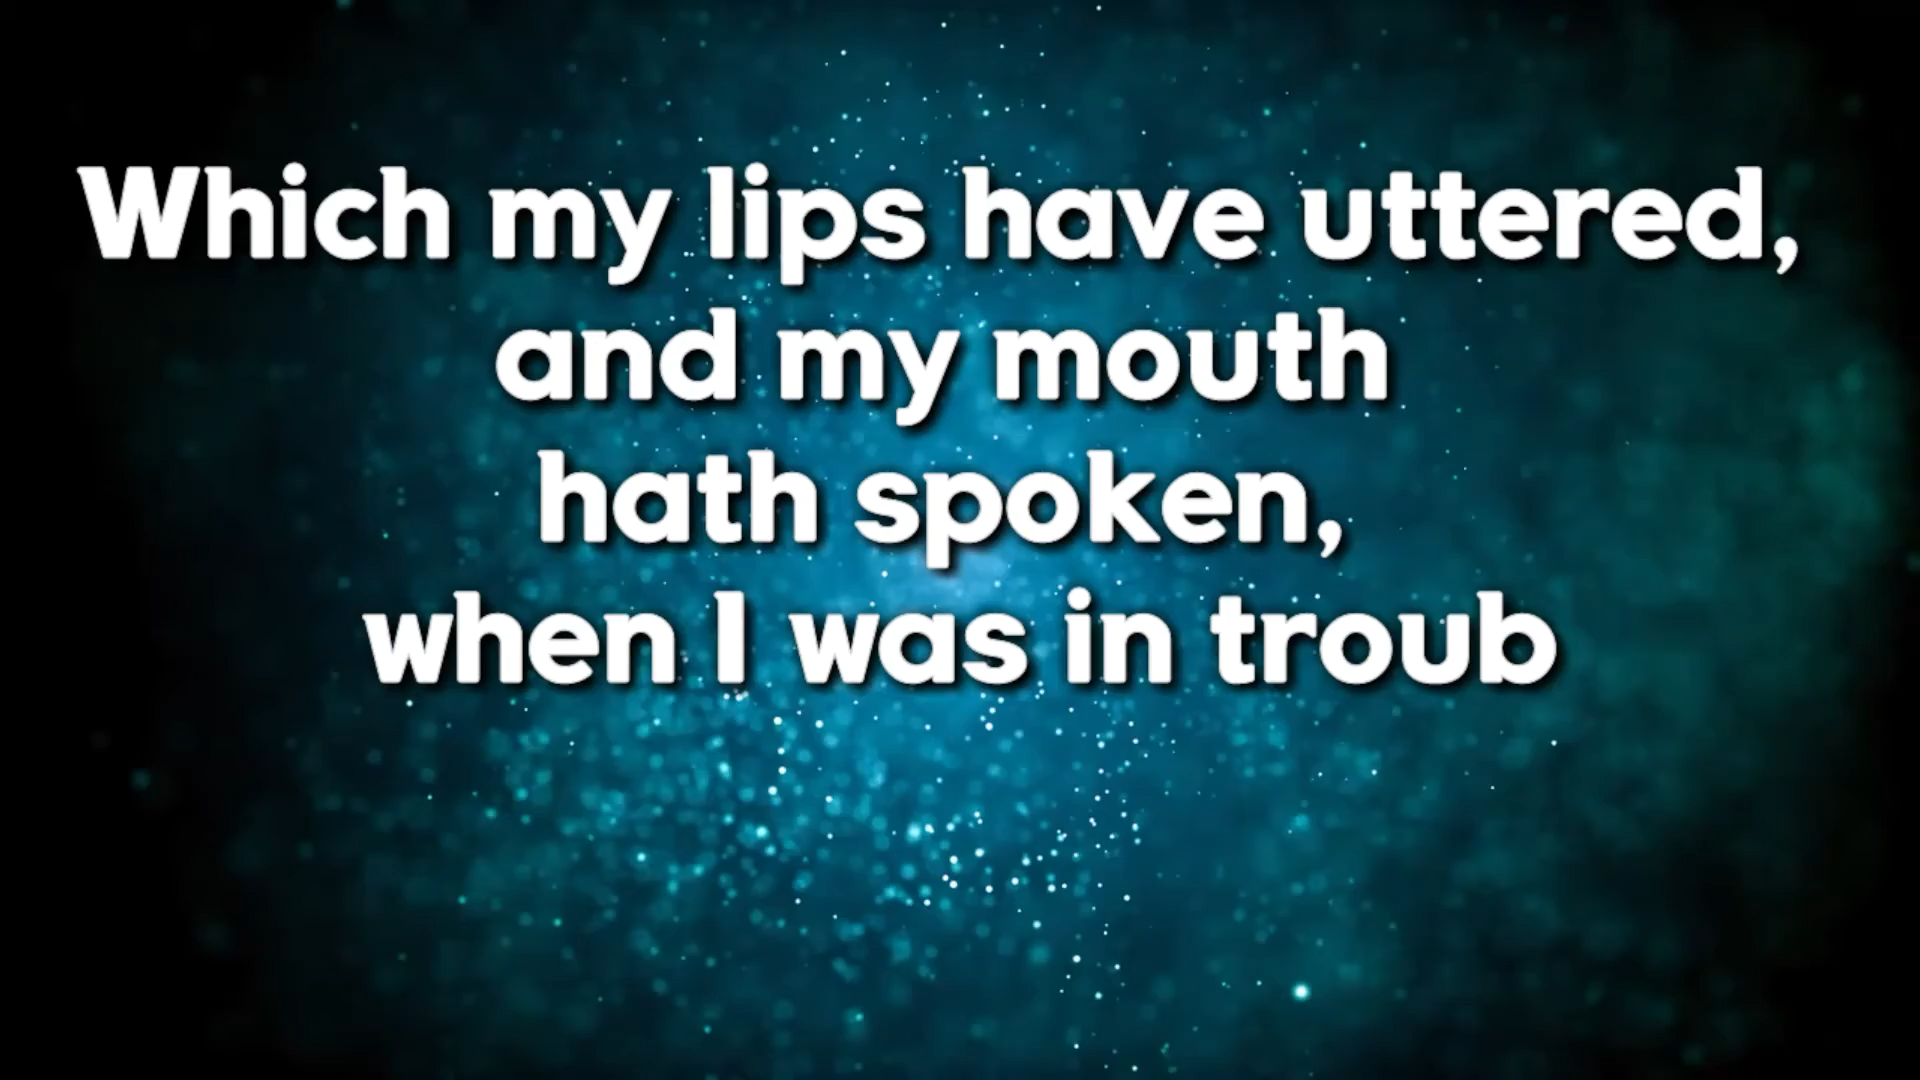 Which my lips have uttered,
and my mouth
hath spoken,
when I was in troub